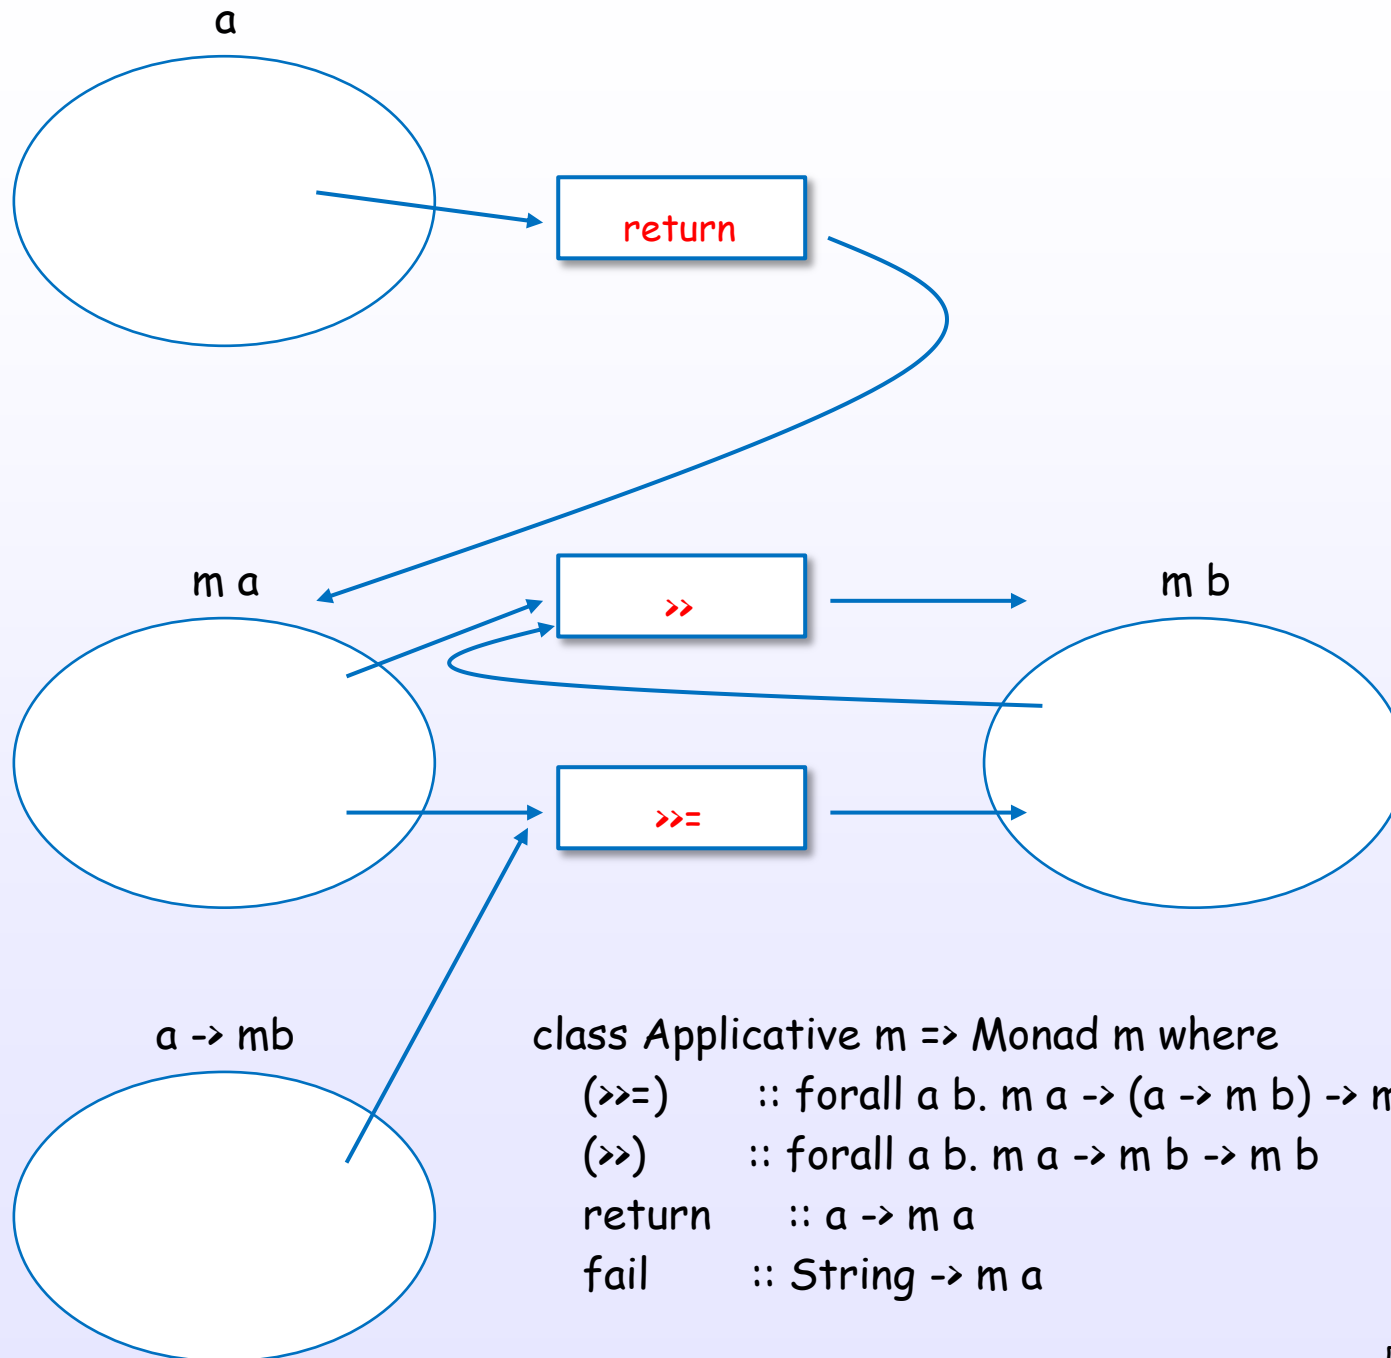 a
return
m a
>>
m b
>>=
a -> mb
class Applicative m => Monad m where
(>>=) :: forall a b. m a -> (a -> m b) ->
(>>) :: forall a b. m a -> m b -> m b
return :: a -> m a
fail :: String -> m a